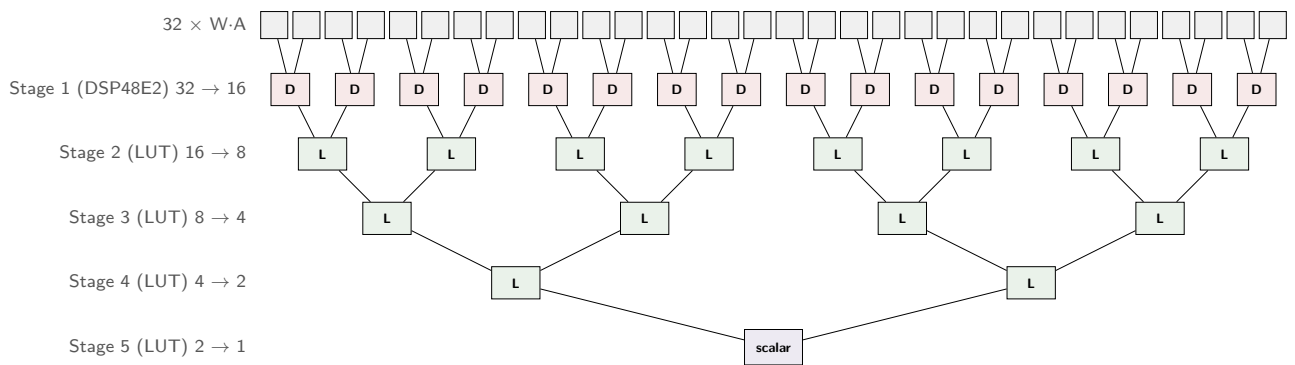 32 × W·A
Stage 1 (DSP48E2) 32 → 16
D D D D D D D D D D D D D D D D
Stage 2 (LUT) 16 → 8
L L L L L L L L
Stage 3 (LUT) 8 → 4
L L L L
Stage 4 (LUT) 4 → 2
L L
Stage 5 (LUT) 2 → 1
scalar